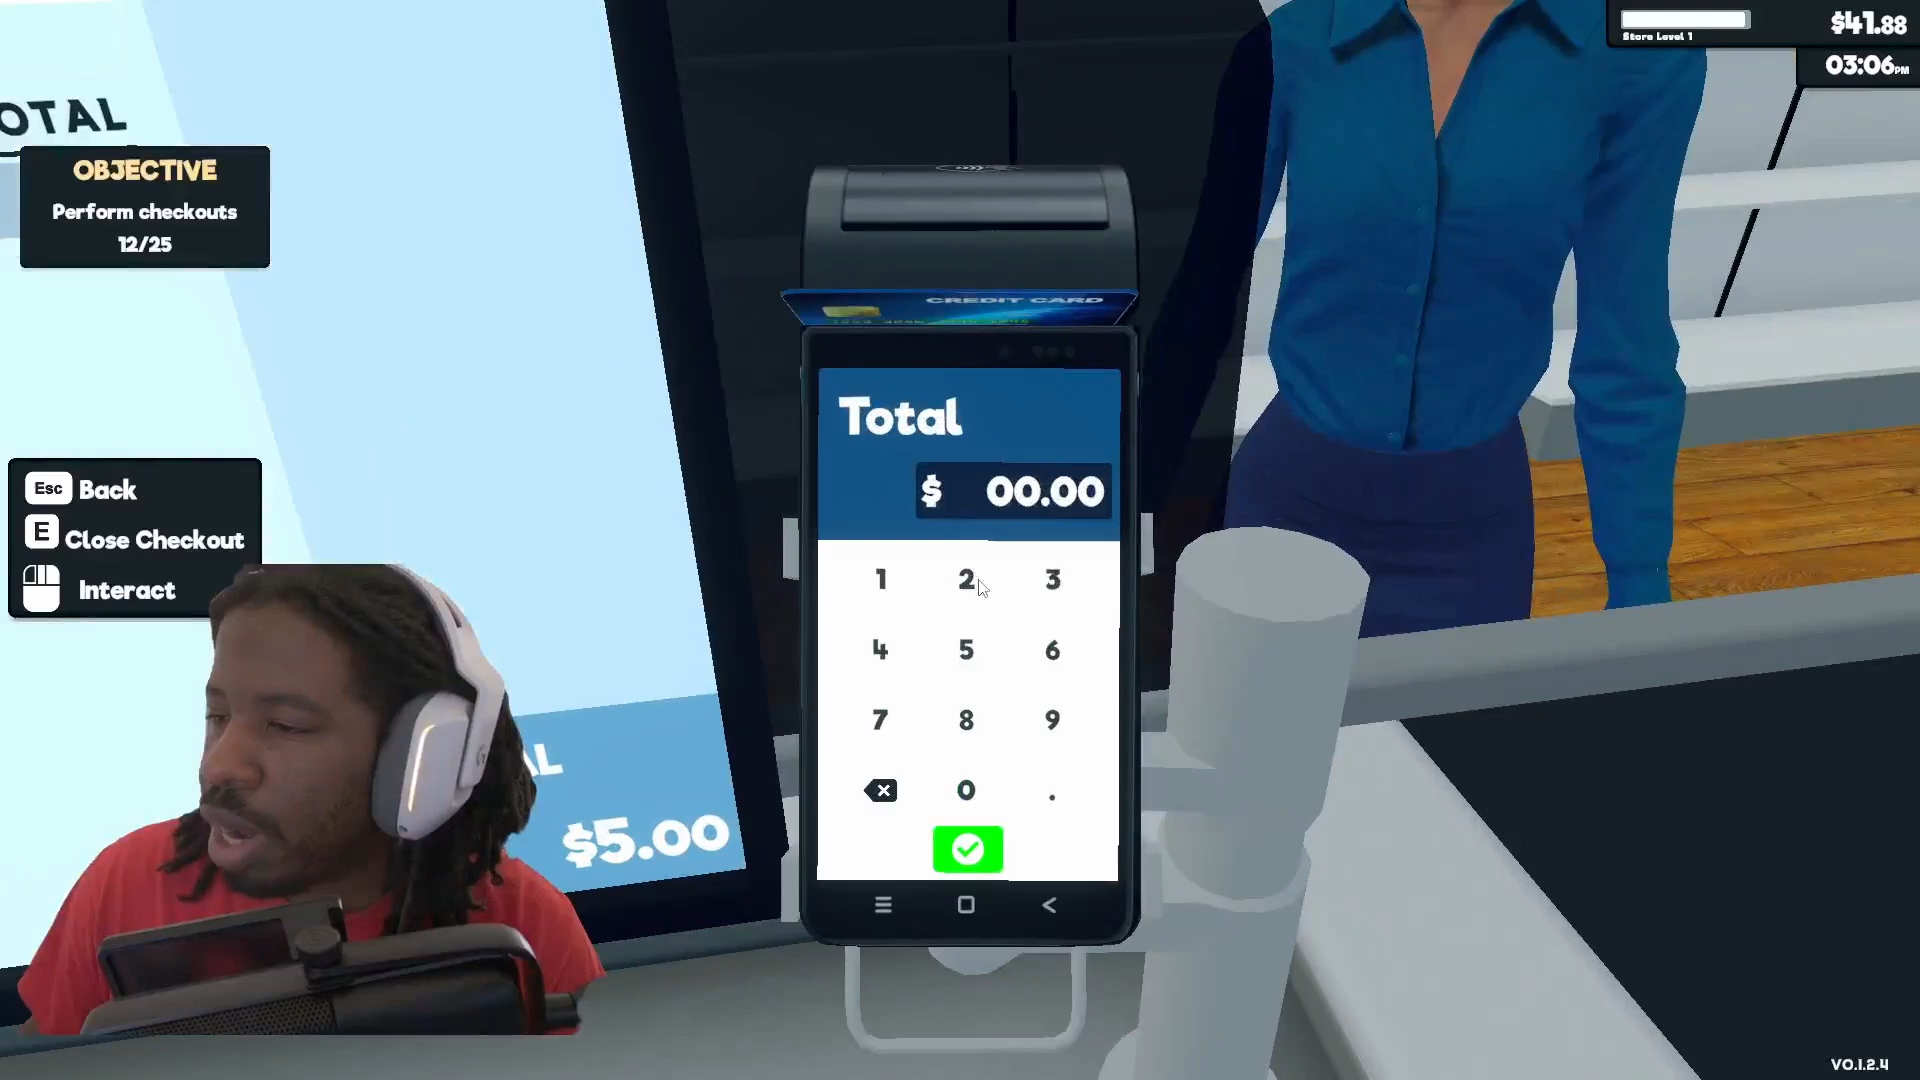 $41.88
Store Level 1
03:06PM
OTAL
OBJECTIVE
Perform checkouts
12/25
CREDIT CARD
Total
$ 00.00
Esc Back
E Close Checkout
Interact
1 2 3
4 5 6
7 8 9
0 .
AL
$5.00
V0.1.2.4